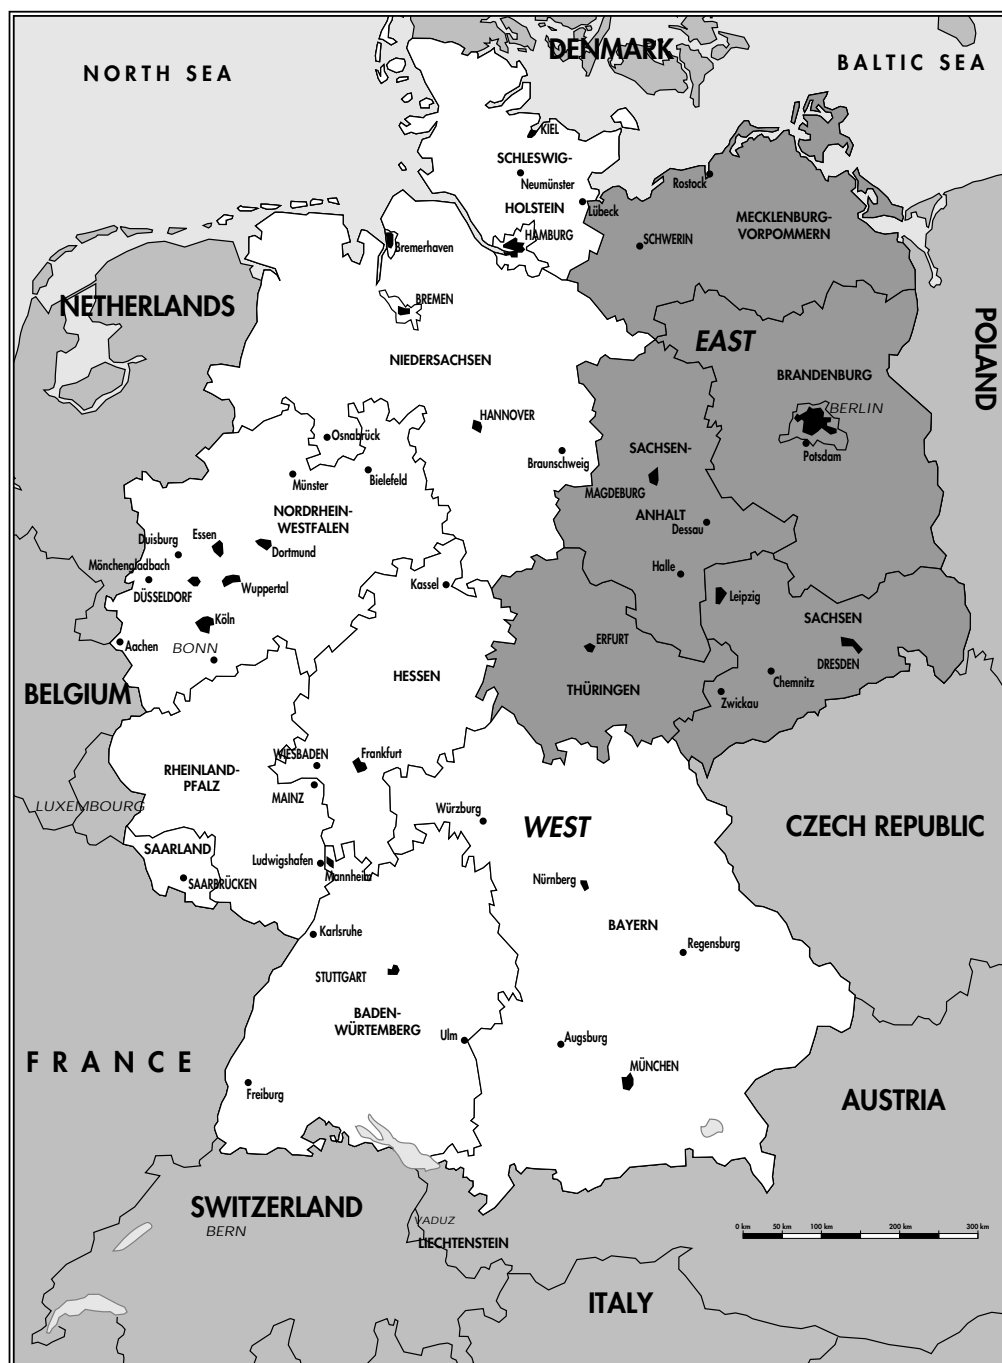 DENMARK
NORTH SEA
BALTIC SEA
KIEL
SCHLESWIG-
Neumünster
Rostock
HOLSTEIN
Lübeck
MECKLENBURG-
VORPOMMERN
HAMBURG
SCHWERIN
Bremerhaven
NETHERLANDS
BREMEN
POLAND
EAST
NIEDERSACHSEN
BRANDENBURG
BERLIN
HANNOVER
Osnabrück
Potsdam
SACHSEN-
Braunschweig
Bielefeld
Münster
MAGDEBURG
NORDRHEIN-
WESTFALEN
ANHALT
Dessau
Essen
Duisburg
Dortmund
Mönchengladbach
Halle
Kassel
Wuppertal
DÜSSELDORF
Leipzig
Köln
SACHSEN
ERFURT
Aachen
BONN
DRESDEN
HESSEN
Chemnitz
THÜRINGEN
BELGIUM
Zwickau
WIESBADEN
Frankfurt
RHEINLAND-
PFALZ
MAINZ
LUXEMBOURG
Würzburg
WEST
CZECH REPUBLIC
SAARLAND
Ludwigshafen
Mannheim
SAARBRÜCKEN
Nürnberg
BAYERN
Karlsruhe
Regensburg
STUTTGART
BADEN-
WÜRTEMBERG
Ulm
Augsburg
FRANCE
MÜNCHEN
Freiburg
AUSTRIA
SWITZERLAND
VADUZ
BERN
LIECHTENSTEIN
0 km 50 km 100 km 200 km 300 km
ITALY